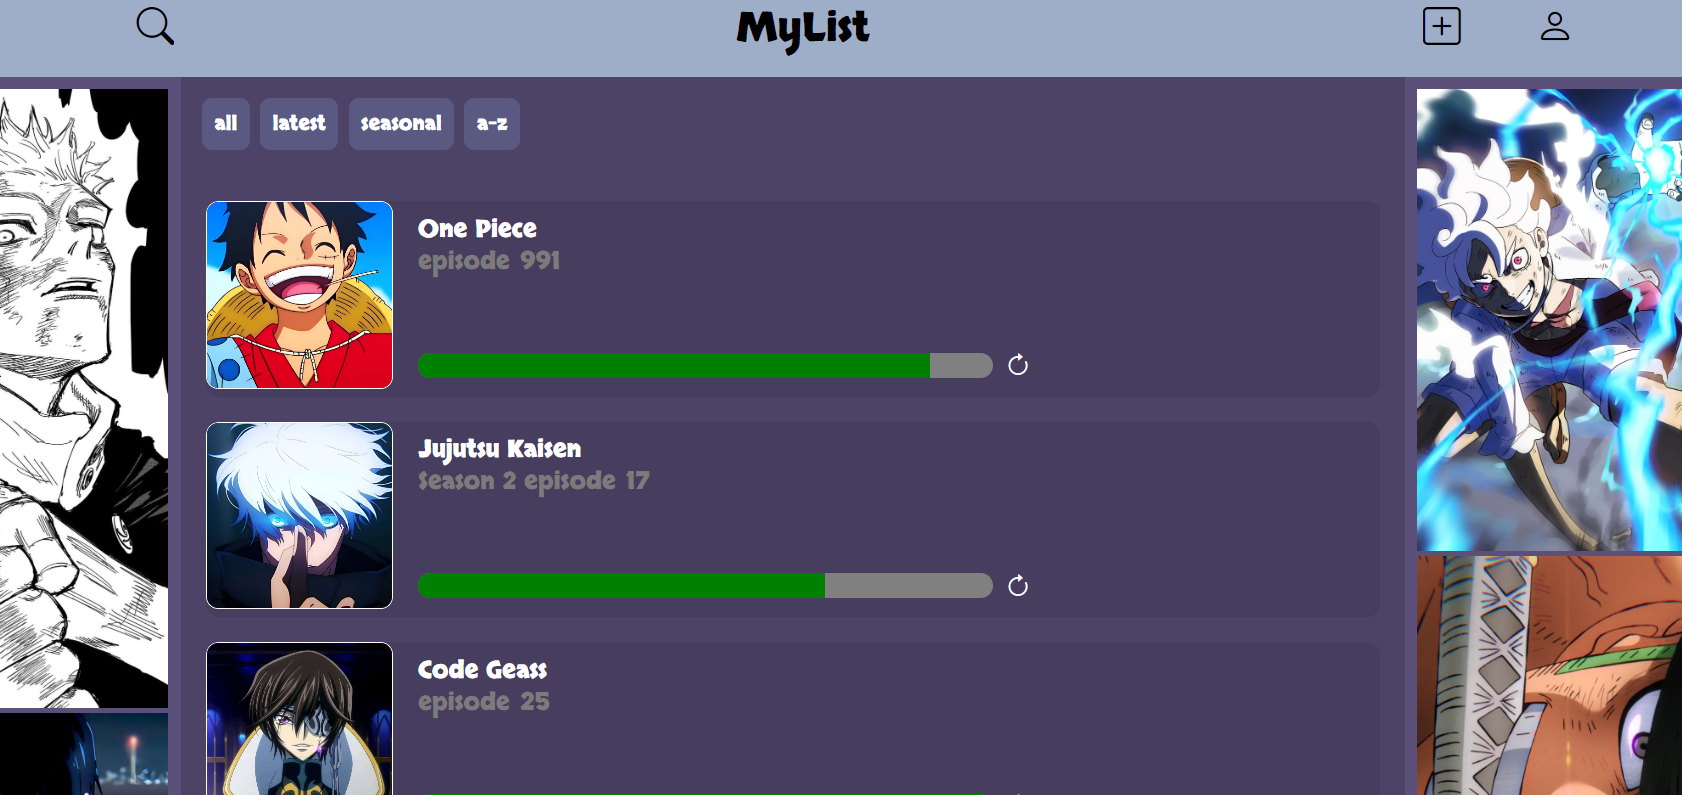 MyList
all latest seasonal a-z
One Piece
episode 991
Jujutsu Kaisen
Season 2 episode 17
Code Geass
episode 25